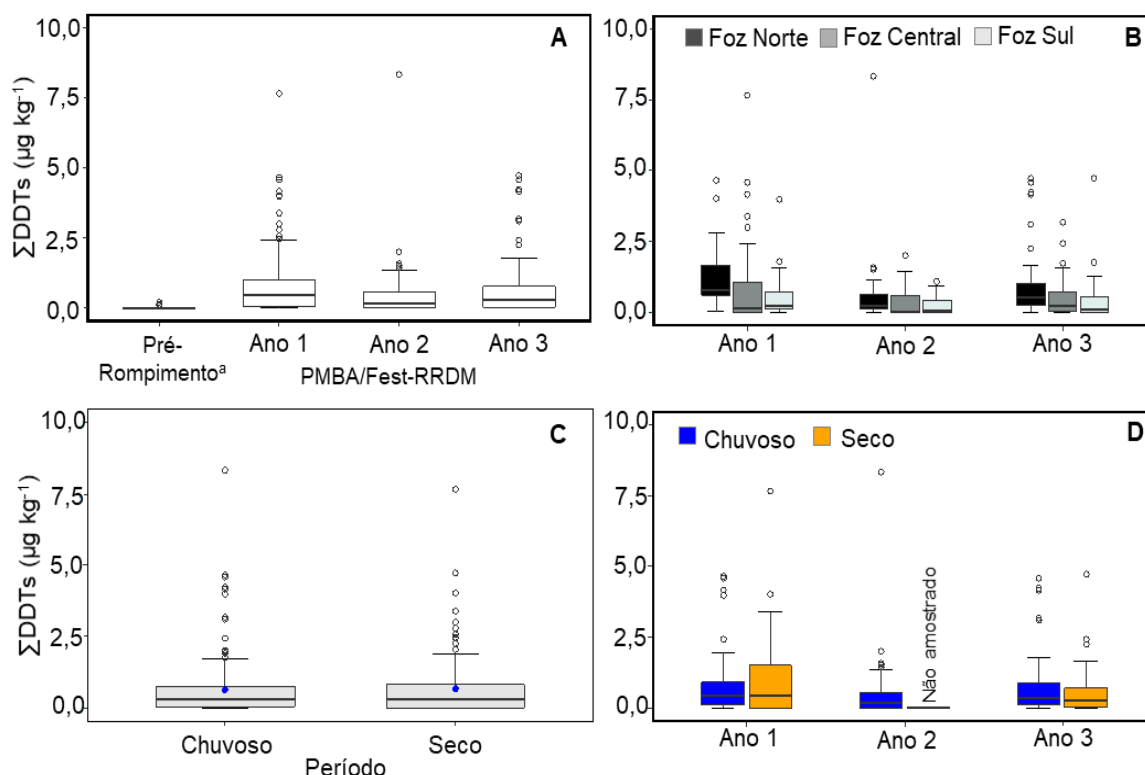 A
∑DDTs (µg kg⁻¹)
10,0
7,5
5,0
2,5
0,0
Pré-
Rompimentoᵃ
Ano 1
Ano 2
Ano 3
PMBA/Fest-RRDM
B
Foz Norte
Foz Central
Foz Sul
10,0
7,5
5,0
2,5
0,0
Ano 1
Ano 2
Ano 3
C
∑DDTs (µg kg⁻¹)
10,0
7,5
5,0
2,5
0,0
Chuvoso
Seco
Período
D
Chuvoso
Seco
10,0
7,5
5,0
2,5
0,0
Não amostrado
Ano 1
Ano 2
Ano 3